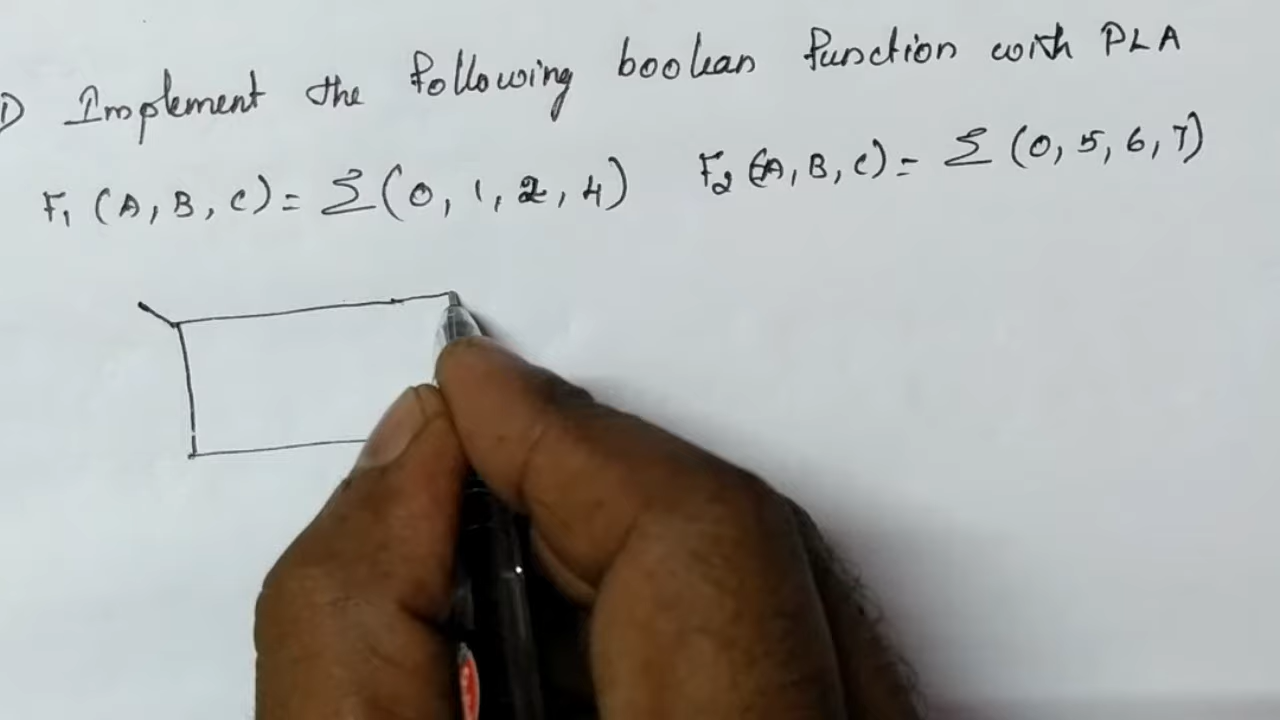 1) Implement the following boolean function with PLA
F₁ (A, B, C) = Σ (0, 1, 2, 4) F₂ (A, B, C) = Σ (0, 5, 6, 7)